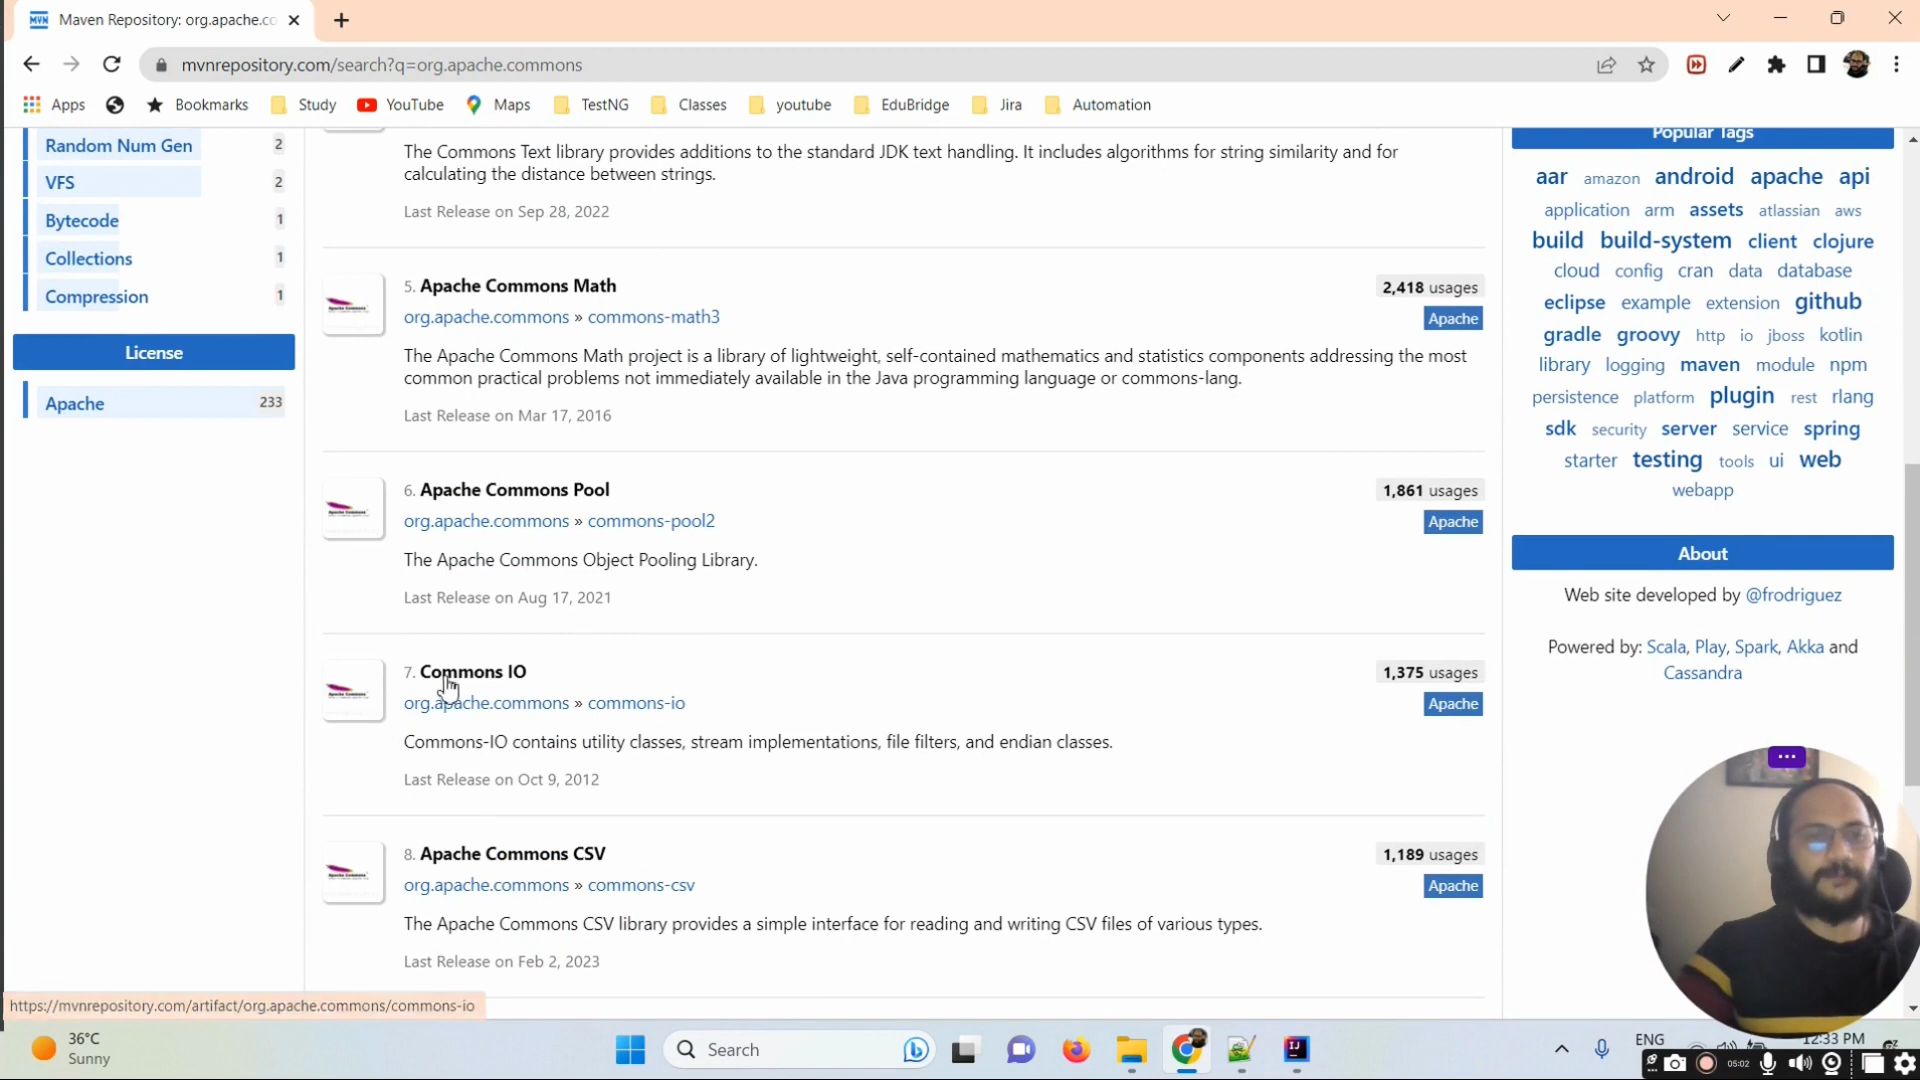 MVN Maven Repository: org.apache.co
mvnrepository.com/search?q=org.apache.commons
Apps Bookmarks Study YouTube Maps TestNG Classes youtube EduBridge Jira Automation
Random Num Gen 2
VFS 2
Bytecode 1
Collections 1
Compression 1
License
Apache 233
The Commons Text library provides additions to the standard JDK text handling. It includes algorithms for string similarity and for
calculating the distance between strings.
Last Release on Sep 28, 2022
5. Apache Commons Math 2,418 usages
org.apache.commons » commons-math3 Apache
The Apache Commons Math project is a library of lightweight, self-contained mathematics and statistics components addressing the most
common practical problems not immediately available in the Java programming language or commons-lang.
Last Release on Mar 17, 2016
6. Apache Commons Pool 1,861 usages
org.apache.commons » commons-pool2 Apache
The Apache Commons Object Pooling Library.
Last Release on Aug 17, 2021
7. Commons IO 1,375 usages
org.apache.commons » commons-io Apache
Commons-IO contains utility classes, stream implementations, file filters, and endian classes.
Last Release on Oct 9, 2012
8. Apache Commons CSV 1,189 usages
org.apache.commons » commons-csv Apache
The Apache Commons CSV library provides a simple interface for reading and writing CSV files of various types.
Last Release on Feb 2, 2023
Popular Tags
aar amazon android apache api
application arm assets atlassian aws
build build-system client clojure
cloud config cran data database
eclipse example extension github
gradle groovy http io jboss kotlin
library logging maven module npm
persistence platform plugin rest rlang
sdk security server service spring
starter testing tools ui web
webapp
About
Web site developed by @frodriguez
Powered by: Scala, Play, Spark, Akka and
Cassandra
https://mvnrepository.com/artifact/org.apache.commons/commons-io
36°C
Sunny
Search
IJ
ENG
12:33 PM
05:02